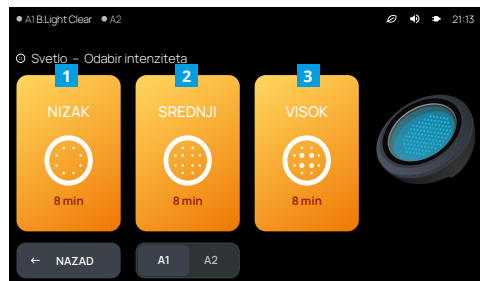 A1 B.Light Clear A2 21:13
Svetlo – Odabir intenziteta
1 2 3
NIZAK SREDNJI VISOK
8 min 8 min 8 min
← NAZAD A1 A2